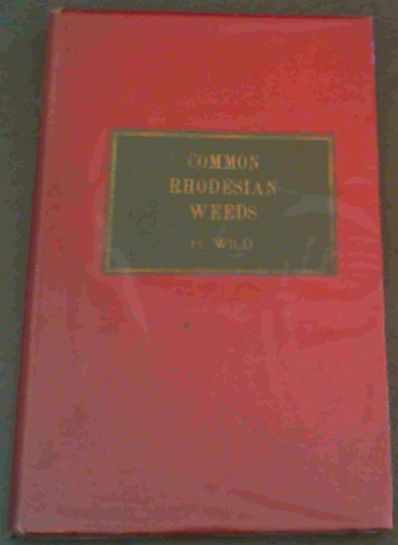 COMMON
RHODESIAN
WEEDS
H. WILD